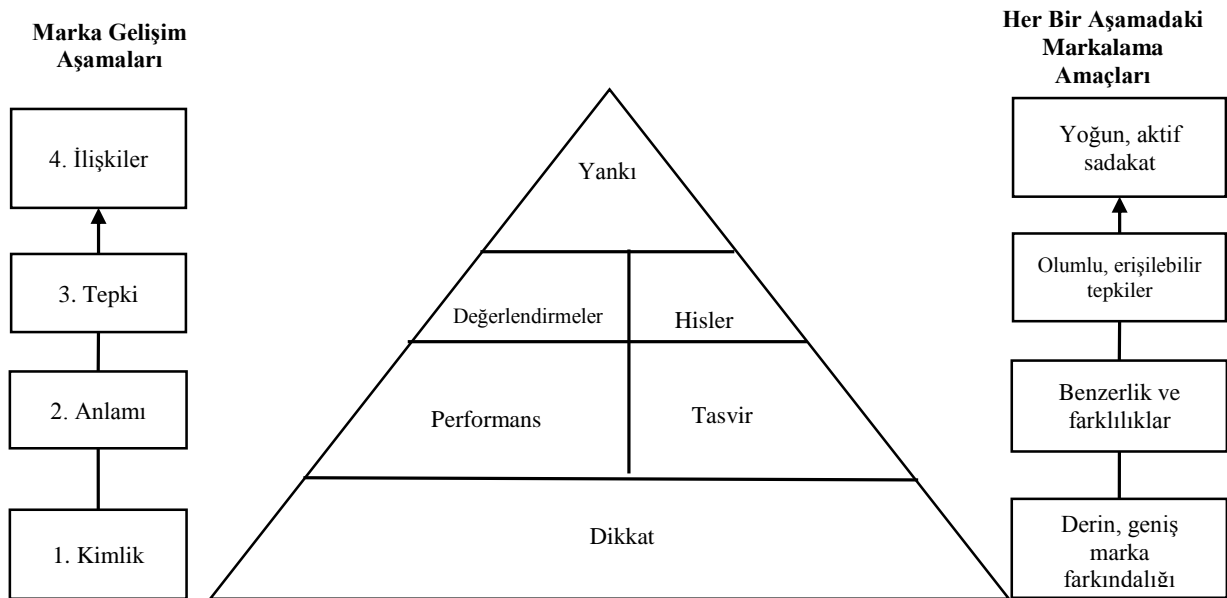 Marka Gelişim
Aşamaları
Her Bir Aşamadaki
Markalama
Amaçları
4. İlişkiler
Yankı
Yoğun, aktif
sadakat
3. Tepki
Değerlendirmeler
Hisler
Olumlu, erişilebilir
tepkiler
2. Anlamı
Performans
Tasvir
Benzerlik ve
farklılıklar
1. Kimlik
Dikkat
Derin, geniş
marka
farkındalığı